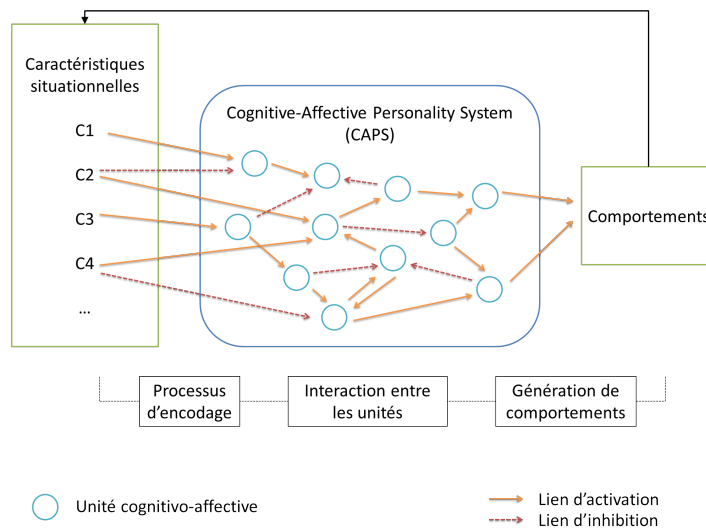 Caractéristiques
situationnelles
C1
C2
C3
C4
...
Cognitive-Affective Personality System
(CAPS)
Comportements
Processus
d'encodage
Interaction entre
les unités
Génération de
comportements
Unité cognitivo-affective
Lien d'activation
Lien d'inhibition